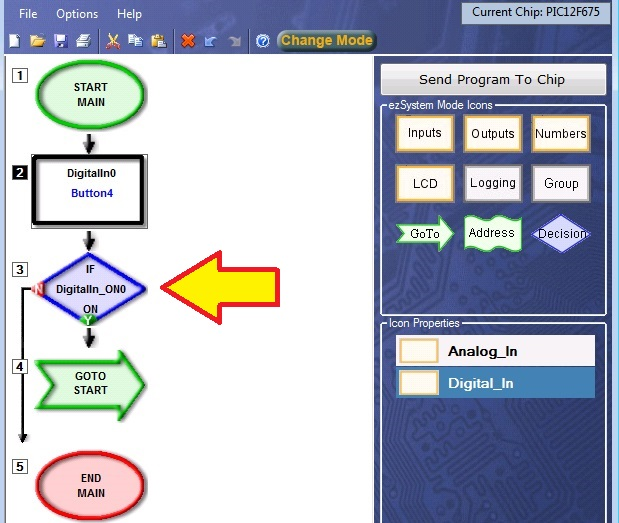 File Options Help
Current Chip: PIC12F675
Change Mode
1
START
MAIN
2
DigitalIn0
Button4
3
IF
DigitalIn_ON0
ON
N
Y
4
GOTO
START
5
END
MAIN
Send Program To Chip
ezSystem Mode Icons
Inputs Outputs Numbers
LCD Logging Group
GoTo Address Decision
Icon Properties
Analog_In
Digital_In